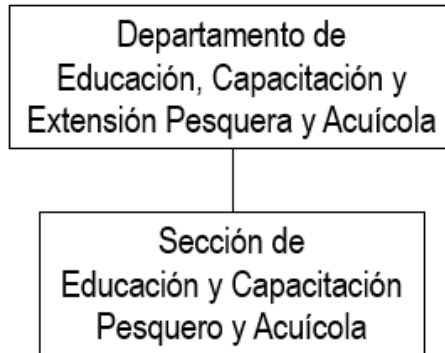 Departamento de
Educación, Capacitación y
Extensión Pesquera y Acuícola
Sección de
Educación y Capacitación
Pesquero y Acuícola